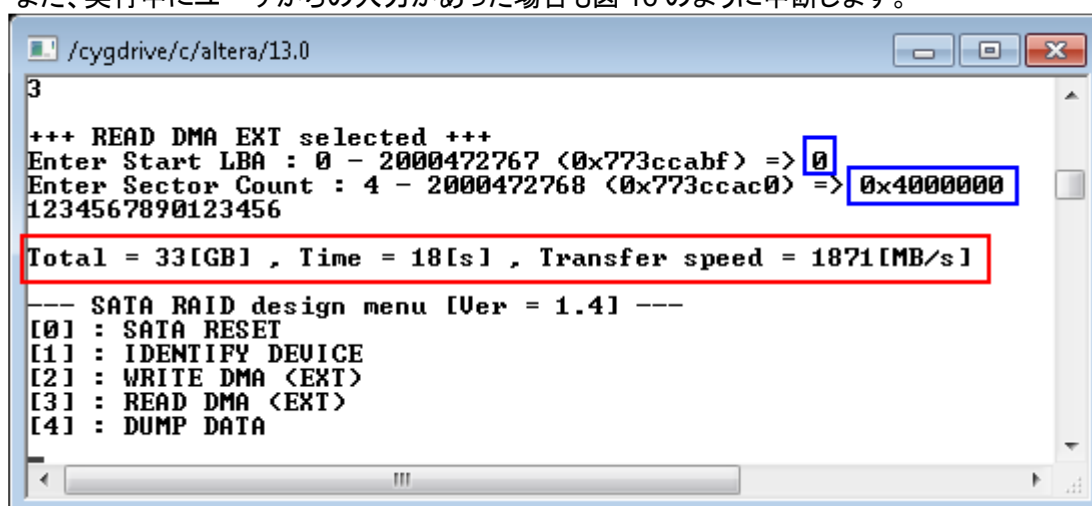 また、実行中にユーザからの入力があった場合も図 16 のように中断します。
/cygdrive/c/altera/13.0
3
+++ READ DMA EXT selected +++
Enter Start LBA : 0 - 2000472767 (0x773ccabf) => 0
Enter Sector Count : 4 - 2000472768 (0x773ccac0) => 0x4000000
1234567890123456
Total = 33[GB] , Time = 18[s] , Transfer speed = 1871[MB/s]
--- SATA RAID design menu [Ver = 1.4] ---
[0] : SATA RESET
[1] : IDENTIFY DEVICE
[2] : WRITE DMA (EXT)
[3] : READ DMA (EXT)
[4] : DUMP DATA